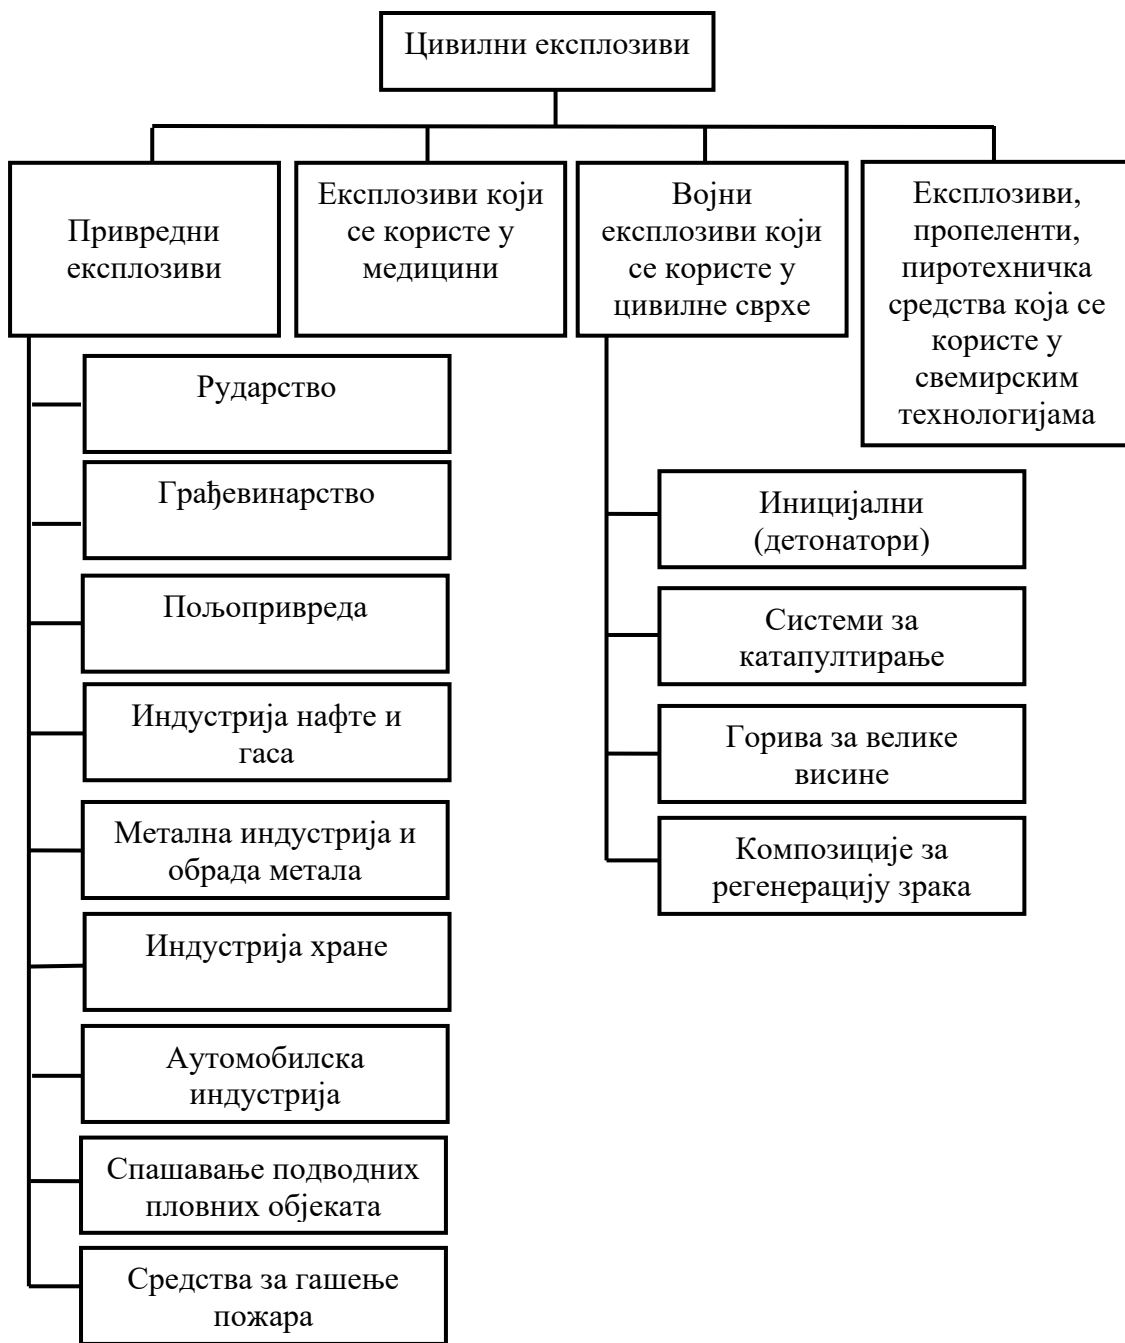 Цивилни експлозиви
Привредни
експлозиви
Експлозиви који
се користе у
медицини
Војни
експлозиви који
се користе у
цивилне сврхе
Експлозиви,
пропеленти,
пиротехничка
средства која се
користе у
свемирским
технологијама
Рударство
Грађевинарство
Пољопривреда
Индустрија нафте и
гаса
Метална индустрија и
обрада метала
Индустрија хране
Аутомобилска
индустрија
Спашавање подводних
пловних објеката
Средства за гашење
пожара
Иницијални
(детонатори)
Системи за
катапултирање
Горива за велике
висине
Композиције за
регенерацију зрака